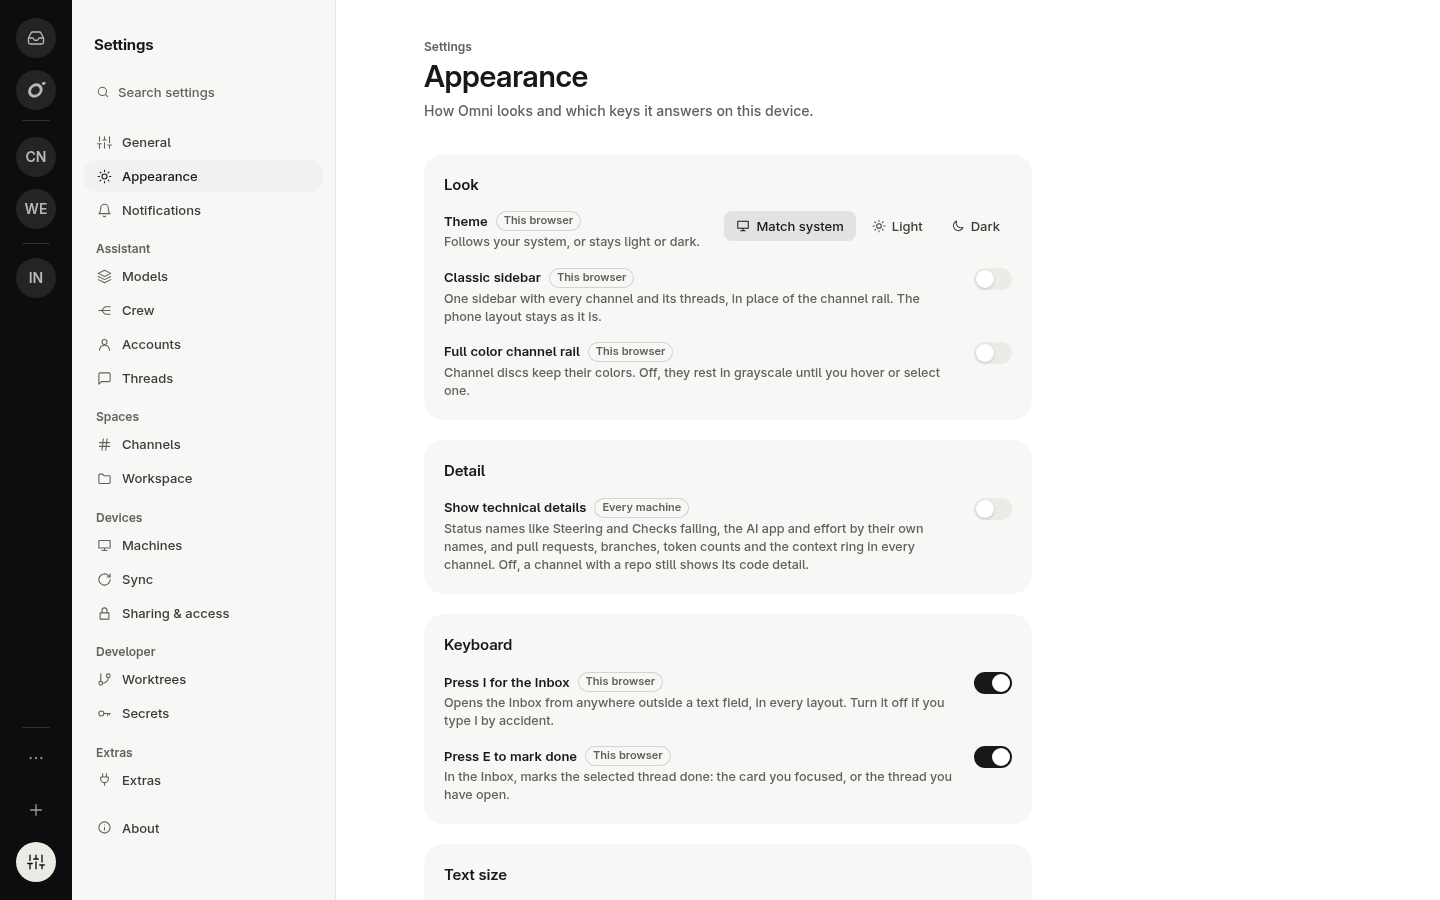 CN
WE
IN
Settings
Search settings
General
Appearance
Notifications
Assistant
Models
Crew
Accounts
Threads
Spaces
Channels
Workspace
Devices
Machines
Sync
Sharing & access
Developer
Worktrees
Secrets
Extras
Extras
About
Settings
Appearance
How Omni looks and which keys it answers on this device.
Look
Theme This browser
Follows your system, or stays light or dark.
Match system Light Dark
Classic sidebar This browser
One sidebar with every channel and its threads, in place of the channel rail. The
phone layout stays as it is.
Full color channel rail This browser
Channel discs keep their colors. Off, they rest in grayscale until you hover or select
one.
Detail
Show technical details Every machine
Status names like Steering and Checks failing, the AI app and effort by their own
names, and pull requests, branches, token counts and the context ring in every
channel. Off, a channel with a repo still shows its code detail.
Keyboard
Press I for the Inbox This browser
Opens the Inbox from anywhere outside a text field, in every layout. Turn it off if you
type I by accident.
Press E to mark done This browser
In the Inbox, marks the selected thread done: the card you focused, or the thread you
have open.
Text size